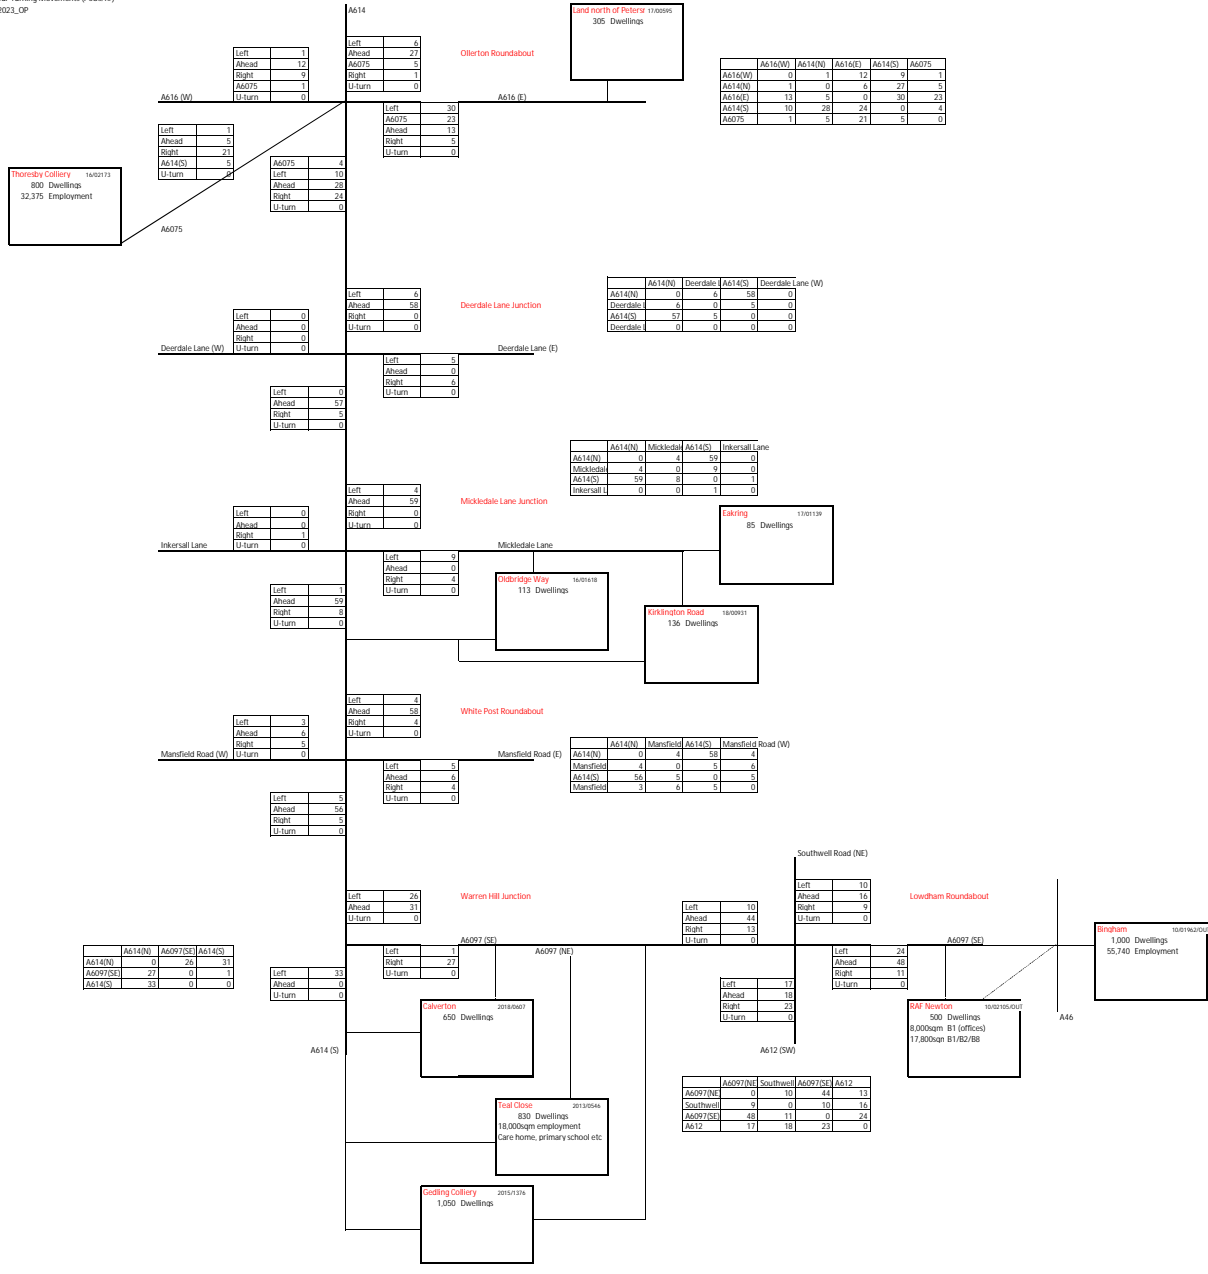 2023_OP
A614
Land north of Petersr 17/00595
305 Dwellings
Left 6
Ahead 27
A6075 5
Right 1
U-turn 0
Ollerton Roundabout
Left 1
Ahead 12
Right 9
A6075 1
U-turn 0
A616(W) A614(N) A616(E) A614(S) A6075
A616(W) 0 1 12 9 1
A614(N) 1 0 6 27 5
A616(E) 13 5 0 30 23
A614(S) 10 28 24 0 4
A6075 1 5 21 5 0
A616 (W)
A616 (E)
Left 30
A6075 23
Ahead 13
Right 5
U-turn 0
Left 1
Ahead 5
Right 21
A614(S) 5
U-turn 0
A6075 4
Left 10
Ahead 28
Right 24
U-turn 0
Thoresby Colliery 16/02173
800 Dwellings
32,375 Employment
A6075
Left 6
Ahead 58
Right 0
U-turn 0
Deerdale Lane Junction
A614(N) Deerdale L A614(S) Deerdale Lane (W)
A614(N) 0 6 58 0
Deerdale L 6 0 5 0
A614(S) 57 5 0 0
Deerdale L 0 0 0 0
Left 0
Ahead 0
Right 0
U-turn 0
Deerdale Lane (W)
Deerdale Lane (E)
Left 5
Ahead 0
Right 6
U-turn 0
Left 0
Ahead 57
Right 5
U-turn 0
A614(N) Mickledale A614(S) Inkersall Lane
A614(N) 0 4 59 0
Mickledale 4 0 9 0
A614(S) 59 8 0 1
Inkersall L 0 0 1 0
Left 4
Ahead 59
Right 0
U-turn 0
Mickledale Lane Junction
Left 0
Ahead 0
Right 1
U-turn 0
Eakring 17/01139
85 Dwellings
Inkersall Lane
Mickledale Lane
Left 9
Ahead 0
Right 4
U-turn 0
Oldbridge Way 16/01618
113 Dwellings
Left 1
Ahead 59
Right 8
U-turn 0
Kirklington Road 18/00931
136 Dwellings
Left 4
Ahead 58
Right 4
U-turn 0
White Post Roundabout
Left 3
Ahead 6
Right 5
U-turn 0
Mansfield Road (W)
Mansfield Road (E)
A614(N) Mansfield A614(S) Mansfield Road (W)
A614(N) 0 4 58 4
Mansfield 4 0 5 6
A614(S) 56 5 0 5
Mansfield 3 6 5 0
Left 5
Ahead 6
Right 4
U-turn 0
Left 5
Ahead 56
Right 5
U-turn 0
Southwell Road (NE)
Left 26
Ahead 31
U-turn 0
Warren Hill Junction
Left 10
Ahead 16
Right 9
U-turn 0
Lowdham Roundabout
Left 10
Ahead 44
Right 13
U-turn 0
A614(N) A6097(SE) A614(S)
A614(N) 0 26 31
A6097(SE) 27 0 1
A614(S) 33 0 0
Left 1
Right 27
U-turn 0
A6097 (SE)
A6097 (NE)
Left 24
Ahead 48
Right 11
U-turn 0
A6097 (SE)
Bingham 10/01962/OUT
1,000 Dwellings
55,740 Employment
Left 33
Ahead 0
U-turn 0
Left 17
Ahead 18
Right 23
U-turn 0
Calverton 2018/0607
650 Dwellings
RAF Newton 10/02105/OUT
500 Dwellings
8,000sqm B1 (offices)
17,800sqn B1/B2/B8
A46
A614 (S)
A612 (SW)
A6097(NE) Southwell A6097(SE) A612
A6097(NE) 0 10 44 13
Southwell 9 0 10 16
A6097(SE) 48 11 0 24
A612 17 18 23 0
Teal Close 2013/0546
830 Dwellings
18,000sqm employment
Care home, primary school etc
Gedling Colliery 2015/1376
1,050 Dwellings